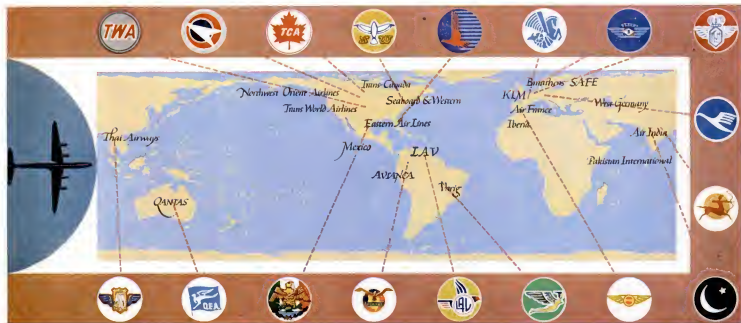 TWA
TCA
Trans-Canada
Northwest Orient Airlines
Seaboard & Western
Trans World Airlines
Eastern Air Lines
Braathens SAFE
KLM
West Germany
Air France
Iberia
Thai Airways
Air India
Mexico
LAV
Pakistan International
AVIANCA
Varig
QANTAS
QEA
LAV